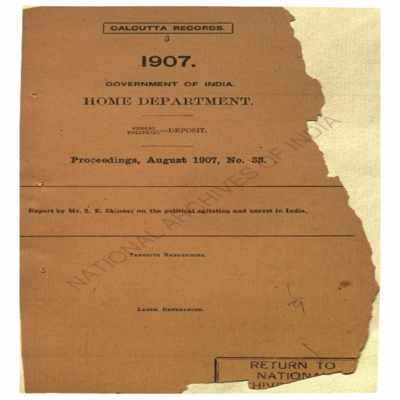 CALCUTTA RECORDS.
3
1907.
GOVERNMENT OF INDIA.
HOME DEPARTMENT.
PUBLIC
POLITICAL.—DEPOSIT.
Proceedings, August 1907, No. 33.
Report by Mr. S. E. Skinner on the political agitation and unrest in India.
PREVIOUS REFERENCES.
LATER REFERENCES.
RETURN TO
NATIONAL
NATIONAL ARCHIVES OF INDIA